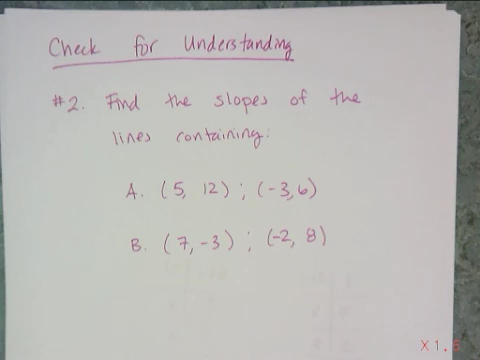 Check for Understanding
#2. Find the slopes of the
lines containing:
A. (5, 12) ; (-3,6)
B. (7, -3) ; (-2, 8)